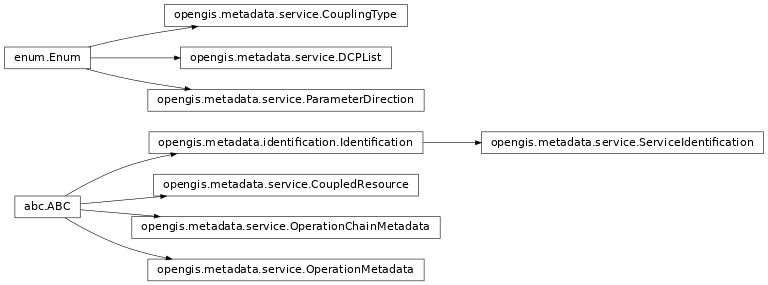 opengis.metadata.service.CouplingType
enum.Enum
opengis.metadata.service.DCPList
opengis.metadata.service.ParameterDirection
opengis.metadata.identification.Identification
opengis.metadata.service.ServiceIdentification
opengis.metadata.service.CoupledResource
abc.ABC
opengis.metadata.service.OperationChainMetadata
opengis.metadata.service.OperationMetadata